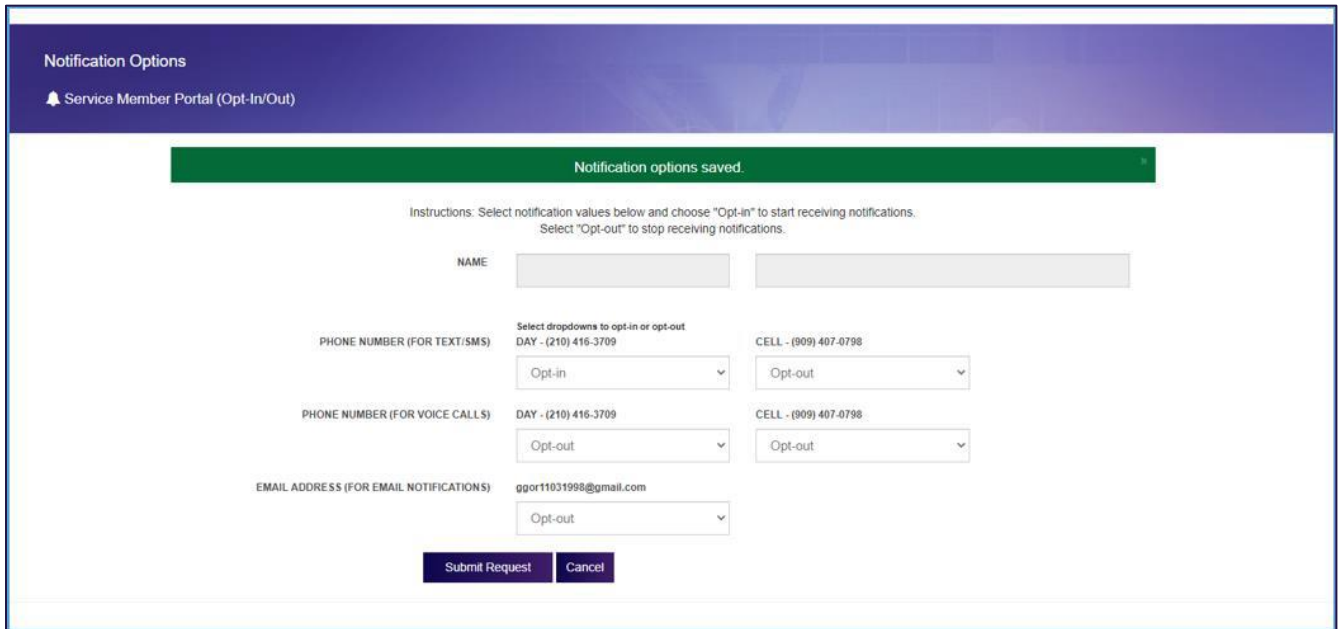 Notification Options
Service Member Portal (Opt-In/Out)
Notification options saved.
Instructions: Select notification values below and choose "Opt-in" to start receiving notifications.
Select "Opt-out" to stop receiving notifications.
NAME
Select dropdowns to opt-in or opt-out
PHONE NUMBER (FOR TEXT/SMS) DAY - (210) 416-3709 CELL - (909) 407-0798
Opt-in Opt-out
PHONE NUMBER (FOR VOICE CALLS) DAY - (210) 416-3709 CELL - (909) 407-0798
Opt-out Opt-out
EMAIL ADDRESS (FOR EMAIL NOTIFICATIONS) ggor11031998@gmail.com
Opt-out
Submit Request Cancel